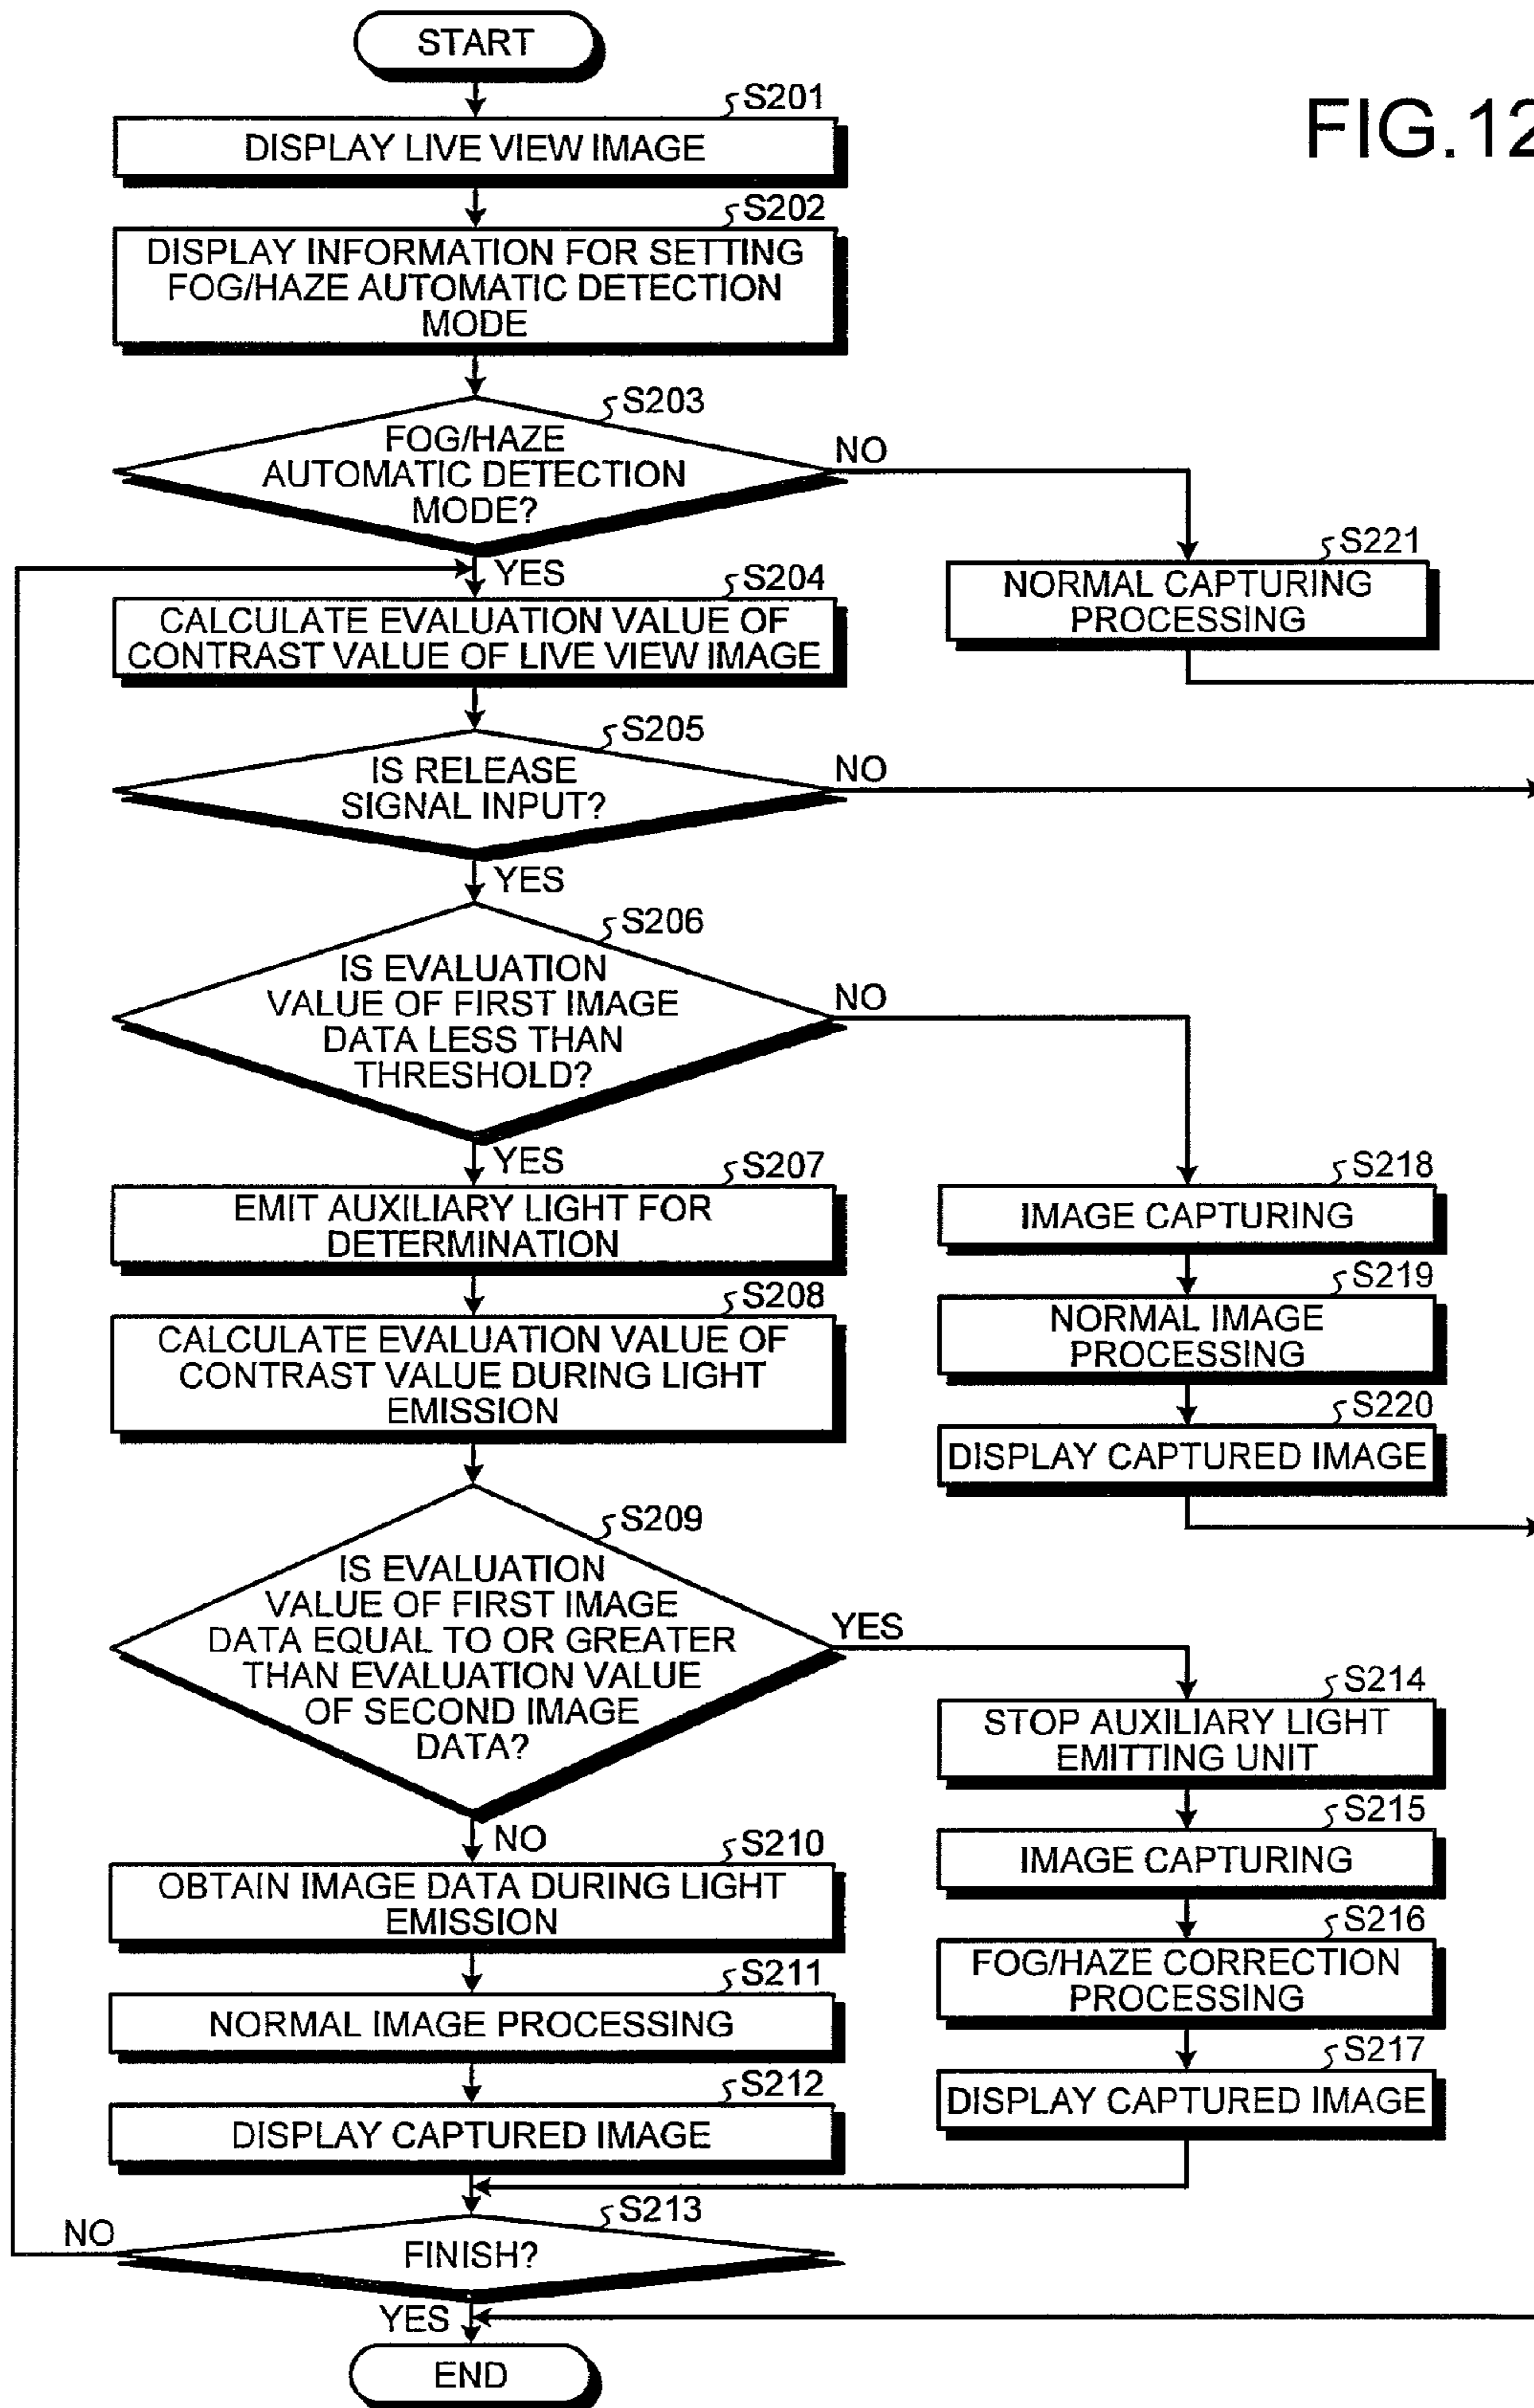 START
FIG.12
S201
DISPLAY LIVE VIEW IMAGE
S202
DISPLAY INFORMATION FOR SETTING
FOG/HAZE AUTOMATIC DETECTION
MODE
S203
FOG/HAZE
AUTOMATIC DETECTION
MODE?
NO
YES
S221
NORMAL CAPTURING
PROCESSING
S204
CALCULATE EVALUATION VALUE OF
CONTRAST VALUE OF LIVE VIEW IMAGE
S205
IS RELEASE
SIGNAL INPUT?
NO
YES
S206
IS EVALUATION
VALUE OF FIRST IMAGE
DATA LESS THAN
THRESHOLD?
NO
YES
S207
EMIT AUXILIARY LIGHT FOR
DETERMINATION
S218
IMAGE CAPTURING
S208
CALCULATE EVALUATION VALUE OF
CONTRAST VALUE DURING LIGHT
EMISSION
S219
NORMAL IMAGE
PROCESSING
S220
DISPLAY CAPTURED IMAGE
S209
IS EVALUATION
VALUE OF FIRST IMAGE
DATA EQUAL TO OR GREATER
THAN EVALUATION VALUE
OF SECOND IMAGE
DATA?
YES
NO
S214
STOP AUXILIARY LIGHT
EMITTING UNIT
S215
IMAGE CAPTURING
S210
OBTAIN IMAGE DATA DURING LIGHT
EMISSION
S216
FOG/HAZE CORRECTION
PROCESSING
S211
NORMAL IMAGE PROCESSING
S217
DISPLAY CAPTURED IMAGE
S212
DISPLAY CAPTURED IMAGE
S213
FINISH?
NO
YES
END